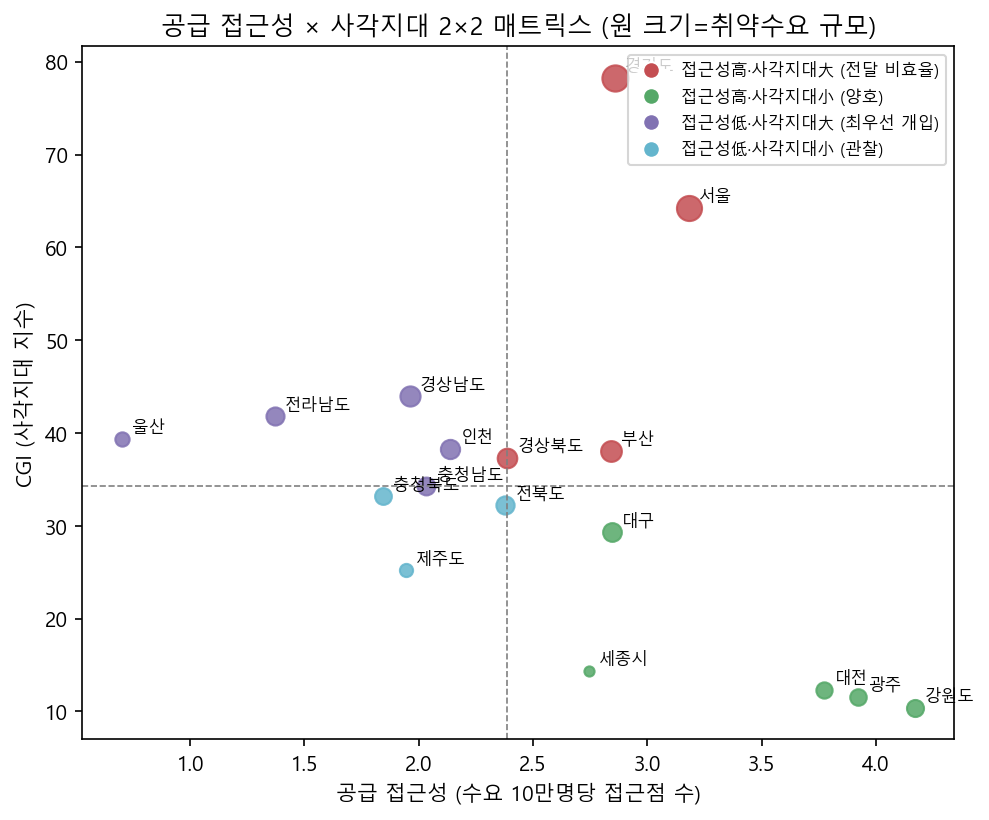 공급 접근성 × 사각지대 2×2 매트릭스 (원 크기=취약수요 규모)
접근성高·사각지대大 (전달 비효율)
접근성高·사각지대小 (양호)
접근성低·사각지대大 (최우선 개입)
접근성低·사각지대小 (관찰)
경기도
서울
경상남도
전라남도
울산
인천
경상북도
부산
충청남도
충청북도
전북도
대구
제주도
세종시
대전
광주
강원도
CGI (사각지대 지수)
80
70
60
50
40
30
20
10
1.0 1.5 2.0 2.5 3.0 3.5 4.0
공급 접근성 (수요 10만명당 접근점 수)